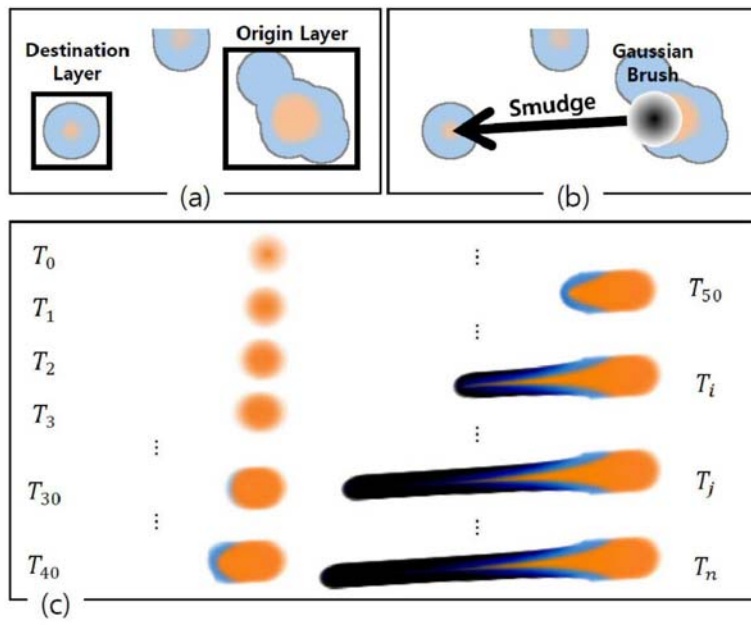 Destination
Layer
Origin Layer
(a)
Gaussian
Brush
Smudge
(b)
T₀
T₁
T₂
T₃
⋮
T₃₀
⋮
T₄₀
⋮
T₅₀
⋮
Tᵢ
⋮
Tⱼ
⋮
Tₙ
(c)